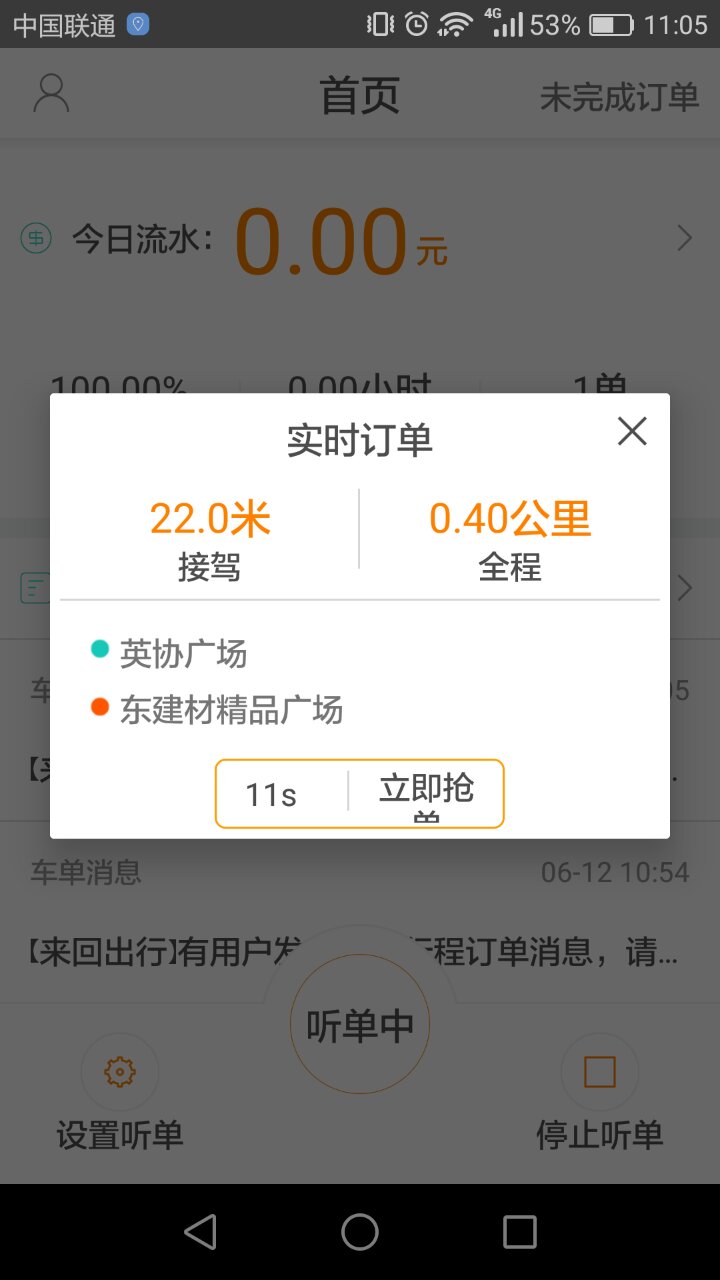 中国联通 4G 53% 11:05
首页 未完成订单
今日流水: 0.00元
100.00% 0.00小时 1单
实时订单
22.0米 0.40公里
接驾 全程
英协广场
东建材精品广场
11s 立即抢单
车单消息 06-12 10:54
【来回出行】有用户发 行程订单消息，请...
听单中
设置听单 停止听单